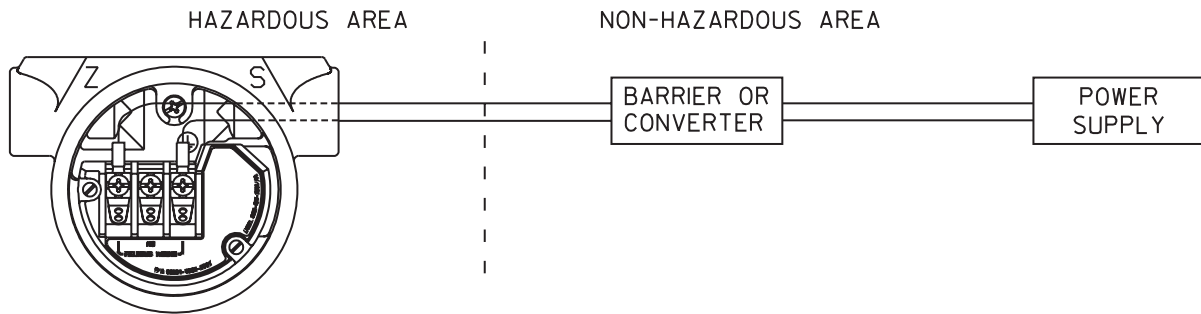 HAZARDOUS AREA
NON-HAZARDOUS AREA
Z
S
BARRIER OR
CONVERTER
POWER
SUPPLY